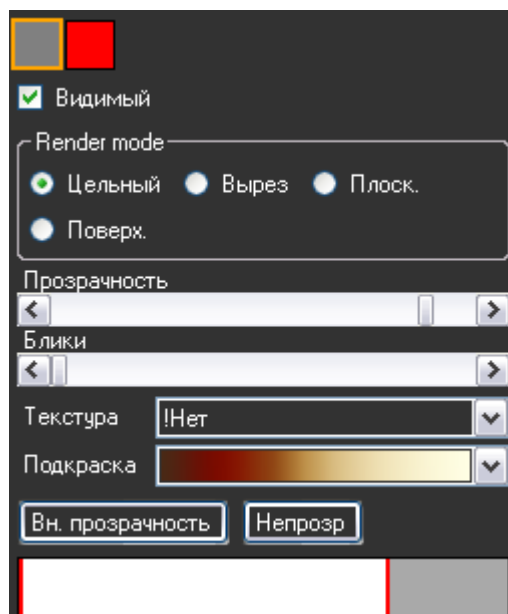 Видимый
Render mode
Цельный Вырез Плоск.
Поверх.
Прозрачность
Блики
Текстура !Нет
Подкраска
Вн. прозрачность Непрозр